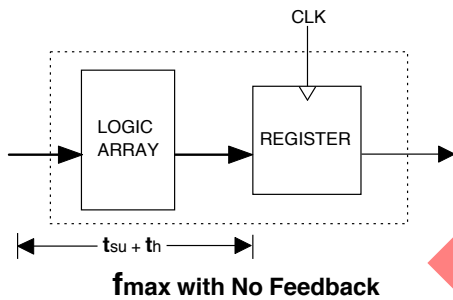 CLK
LOGIC
ARRAY
REGISTER
tsu + th
fmax with No Feedback